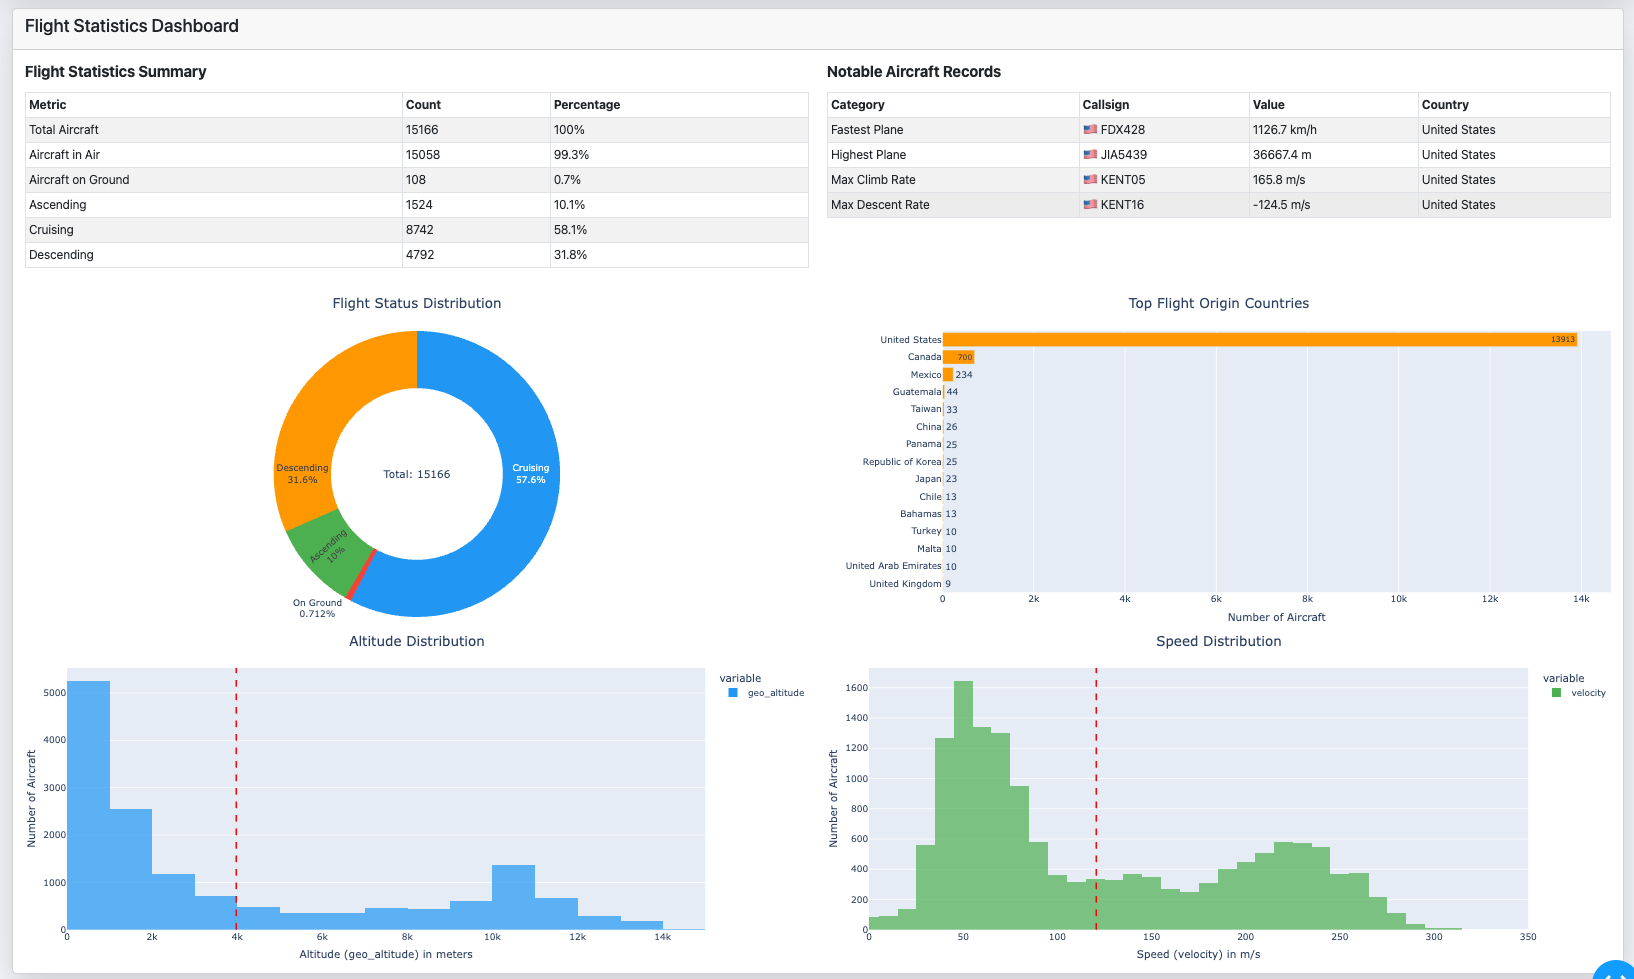 Flight Statistics Dashboard
Flight Statistics Summary
Metric Count Percentage
Total Aircraft 15166 100%
Aircraft in Air 15058 99.3%
Aircraft on Ground 108 0.7%
Ascending 1524 10.1%
Cruising 8742 58.1%
Descending 4792 31.8%
Notable Aircraft Records
Category Callsign Value Country
Fastest Plane FDX428 1126.7 km/h United States
Highest Plane JIA5439 36667.4 m United States
Max Climb Rate KENT05 165.8 m/s United States
Max Descent Rate KENT16 -124.5 m/s United States
Flight Status Distribution
Descending
31.6%
Total: 15166
Cruising
57.6%
Ascending
10%
On Ground
0.712%
Top Flight Origin Countries
United States 13913
Canada 700
Mexico 234
Guatemala 44
Taiwan 33
China 26
Panama 25
Republic of Korea 25
Japan 23
Chile 13
Bahamas 13
Turkey 10
Malta 10
United Arab Emirates 10
United Kingdom 9
0 2k 4k 6k 8k 10k 12k 14k
Number of Aircraft
Altitude Distribution
Number of Aircraft
5000
4000
3000
2000
1000
0
0 2k 4k 6k 8k 10k 12k 14k
Altitude (geo_altitude) in meters
variable
geo_altitude
Speed Distribution
Number of Aircraft
1600
1400
1200
1000
800
600
400
200
0
0 50 100 150 200 250 300 350
Speed (velocity) in m/s
variable
velocity